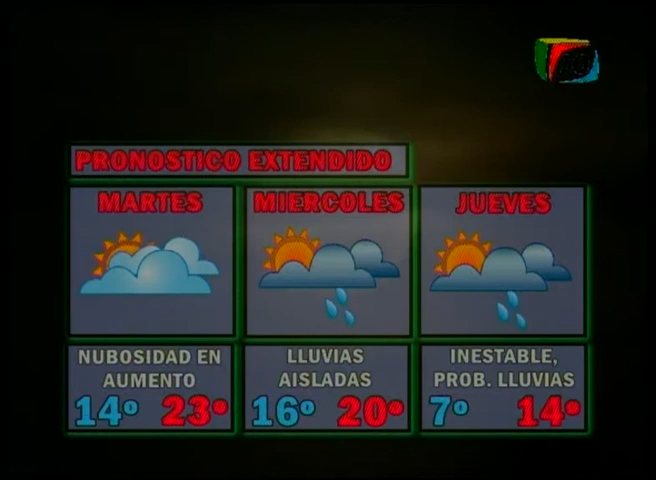 PRONOSTICO EXTENDIDO
MARTES
NUBOSIDAD EN
AUMENTO
14º 23º
MIERCOLES
LLUVIAS
AISLADAS
16º 20º
JUEVES
INESTABLE,
PROB. LLUVIAS
7º 14º